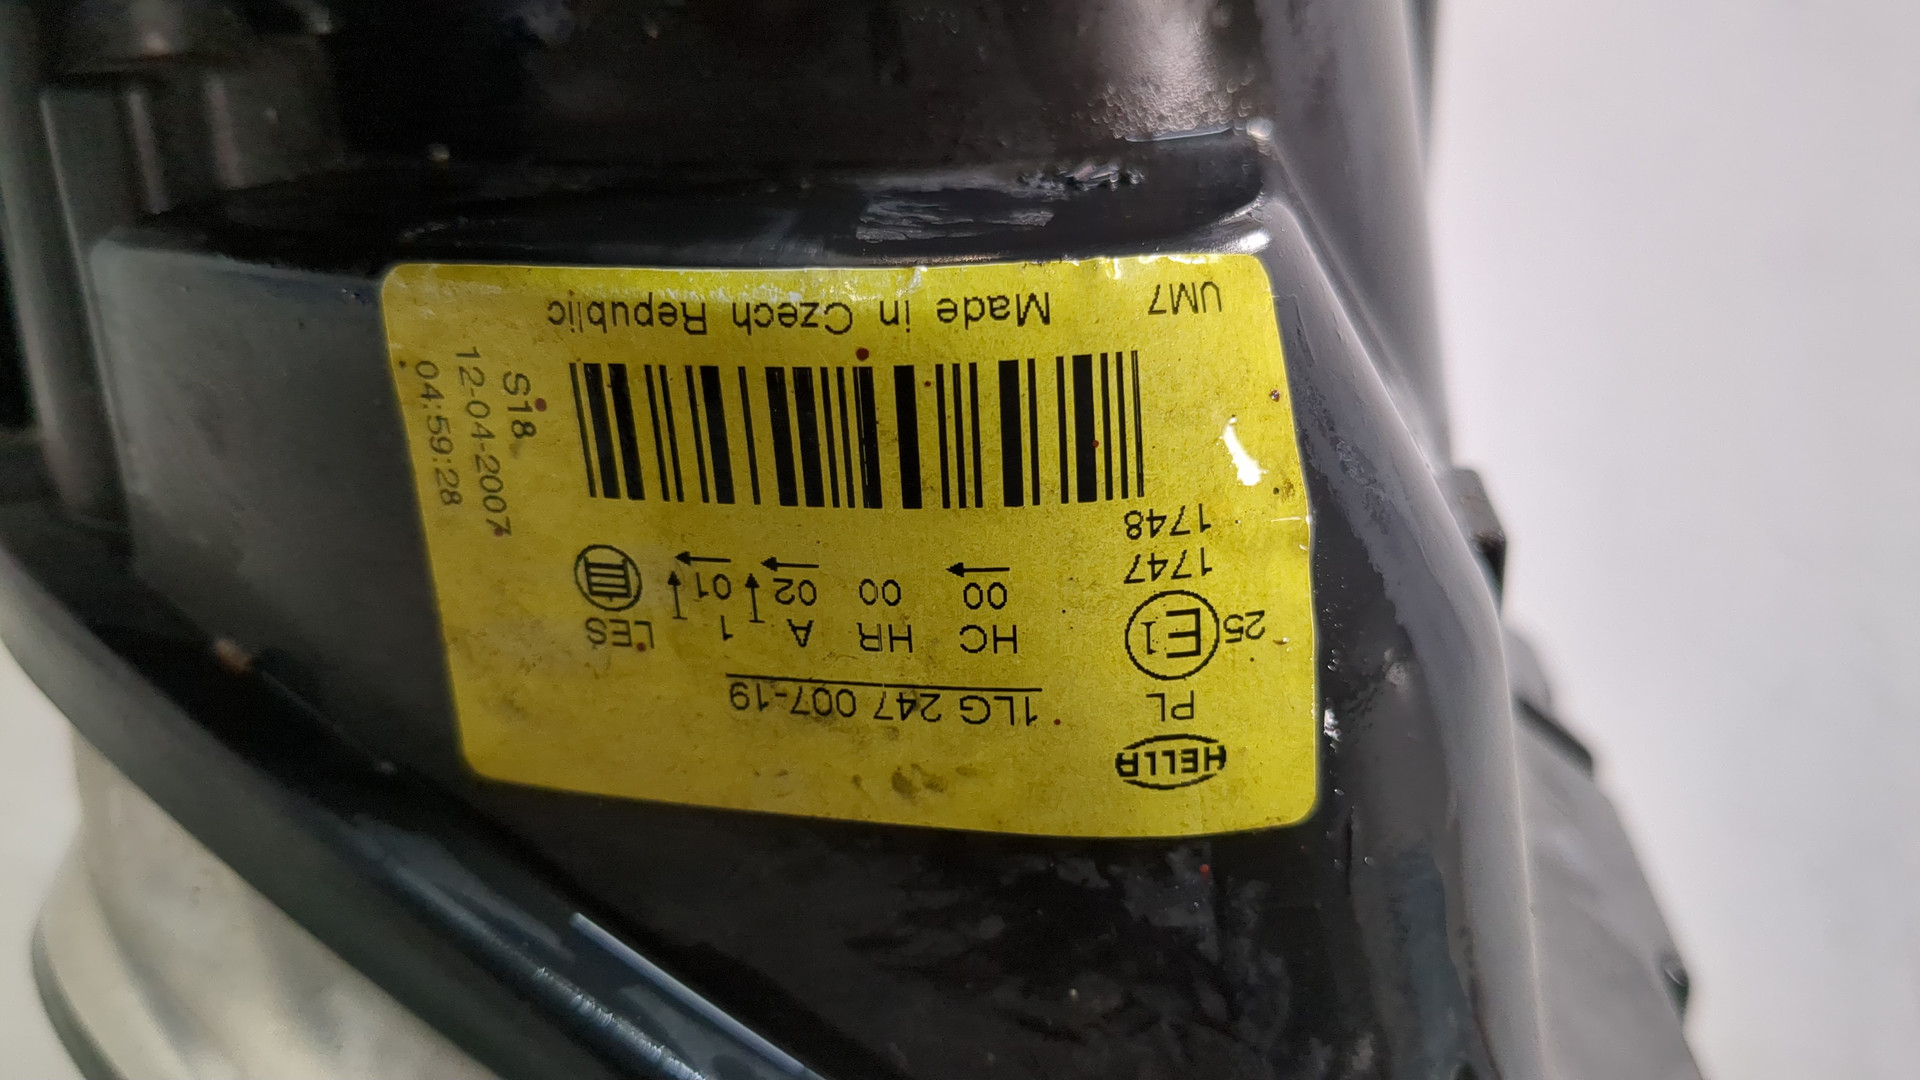 HELLA
1LG 247 007-19
PL
HC HR A 1 LES
00 00 02 01
25 E1
1747
1748
UM7 Made in Czech Republic
S18
12-04-2007
04:59:28